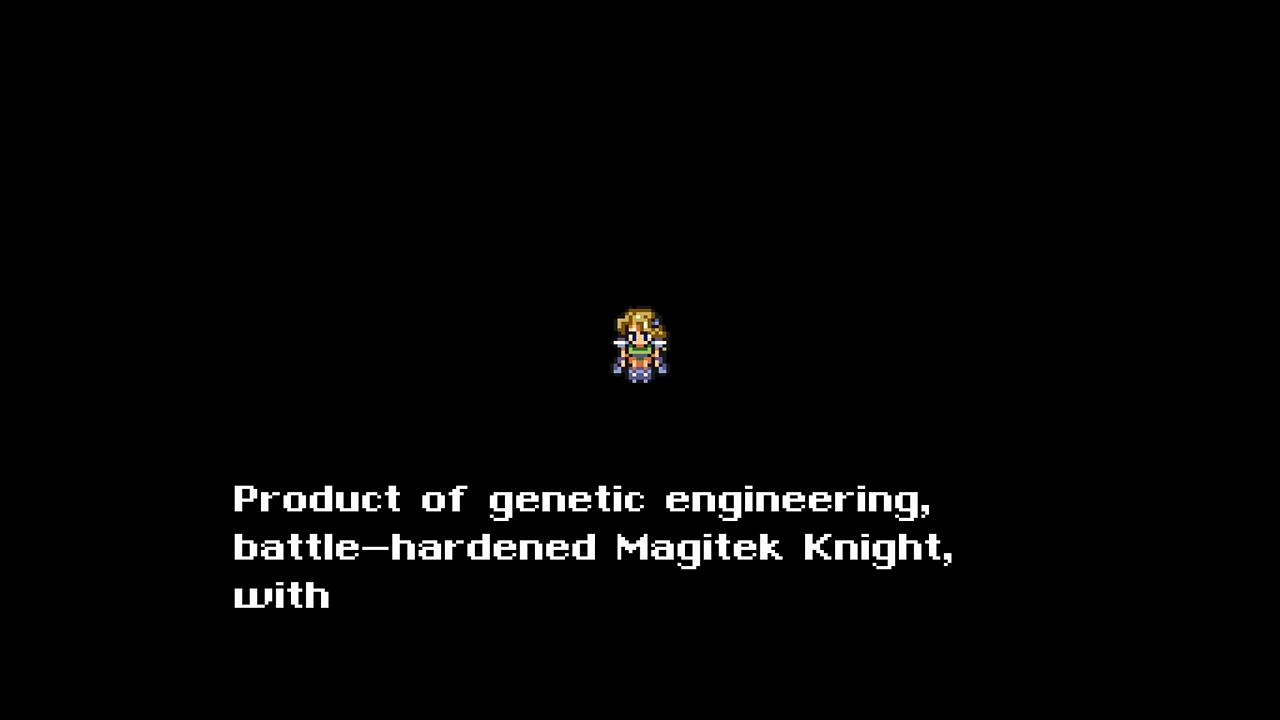 Product of genetic engineering,
battle—hardened Magitek Knight,
with